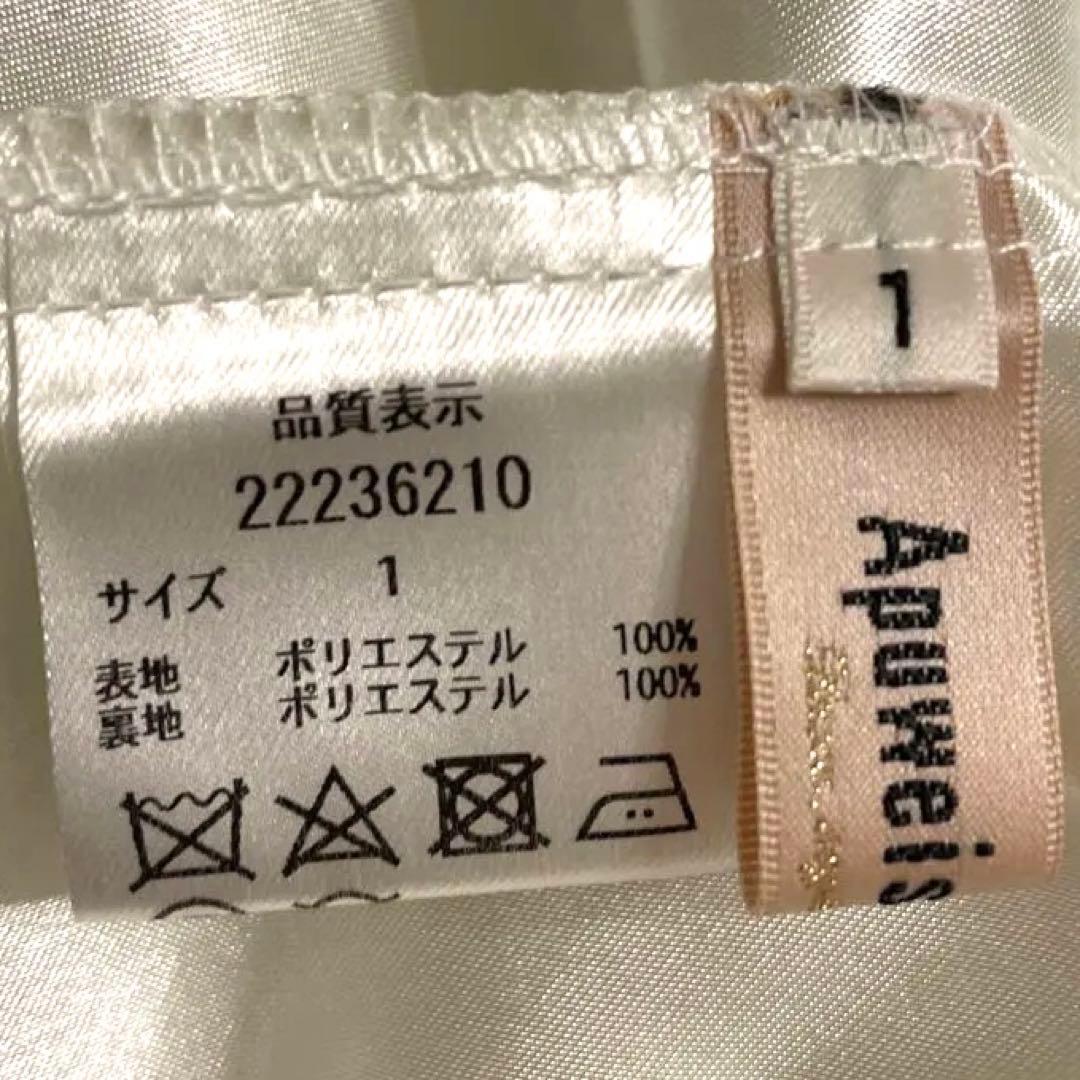 品質表示
22236210
サイズ 1
表地 ポリエステル 100%
裏地 ポリエステル 100%
1
Apuweis